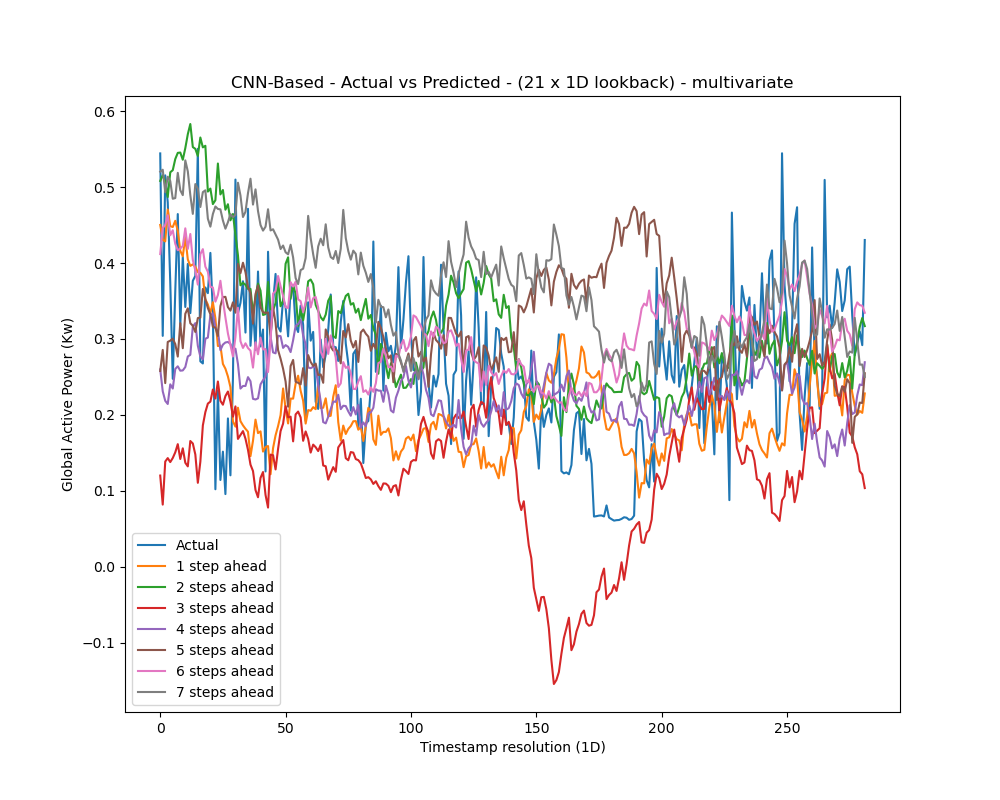 CNN-Based - Actual vs Predicted - (21 x 1D lookback) - multivariate
Global Active Power (Kw)
0.6
0.5
0.4
0.3
0.2
0.1
0.0
−0.1
Actual
1 step ahead
2 steps ahead
3 steps ahead
4 steps ahead
5 steps ahead
6 steps ahead
7 steps ahead
0 50 100 150 200 250
Timestamp resolution (1D)